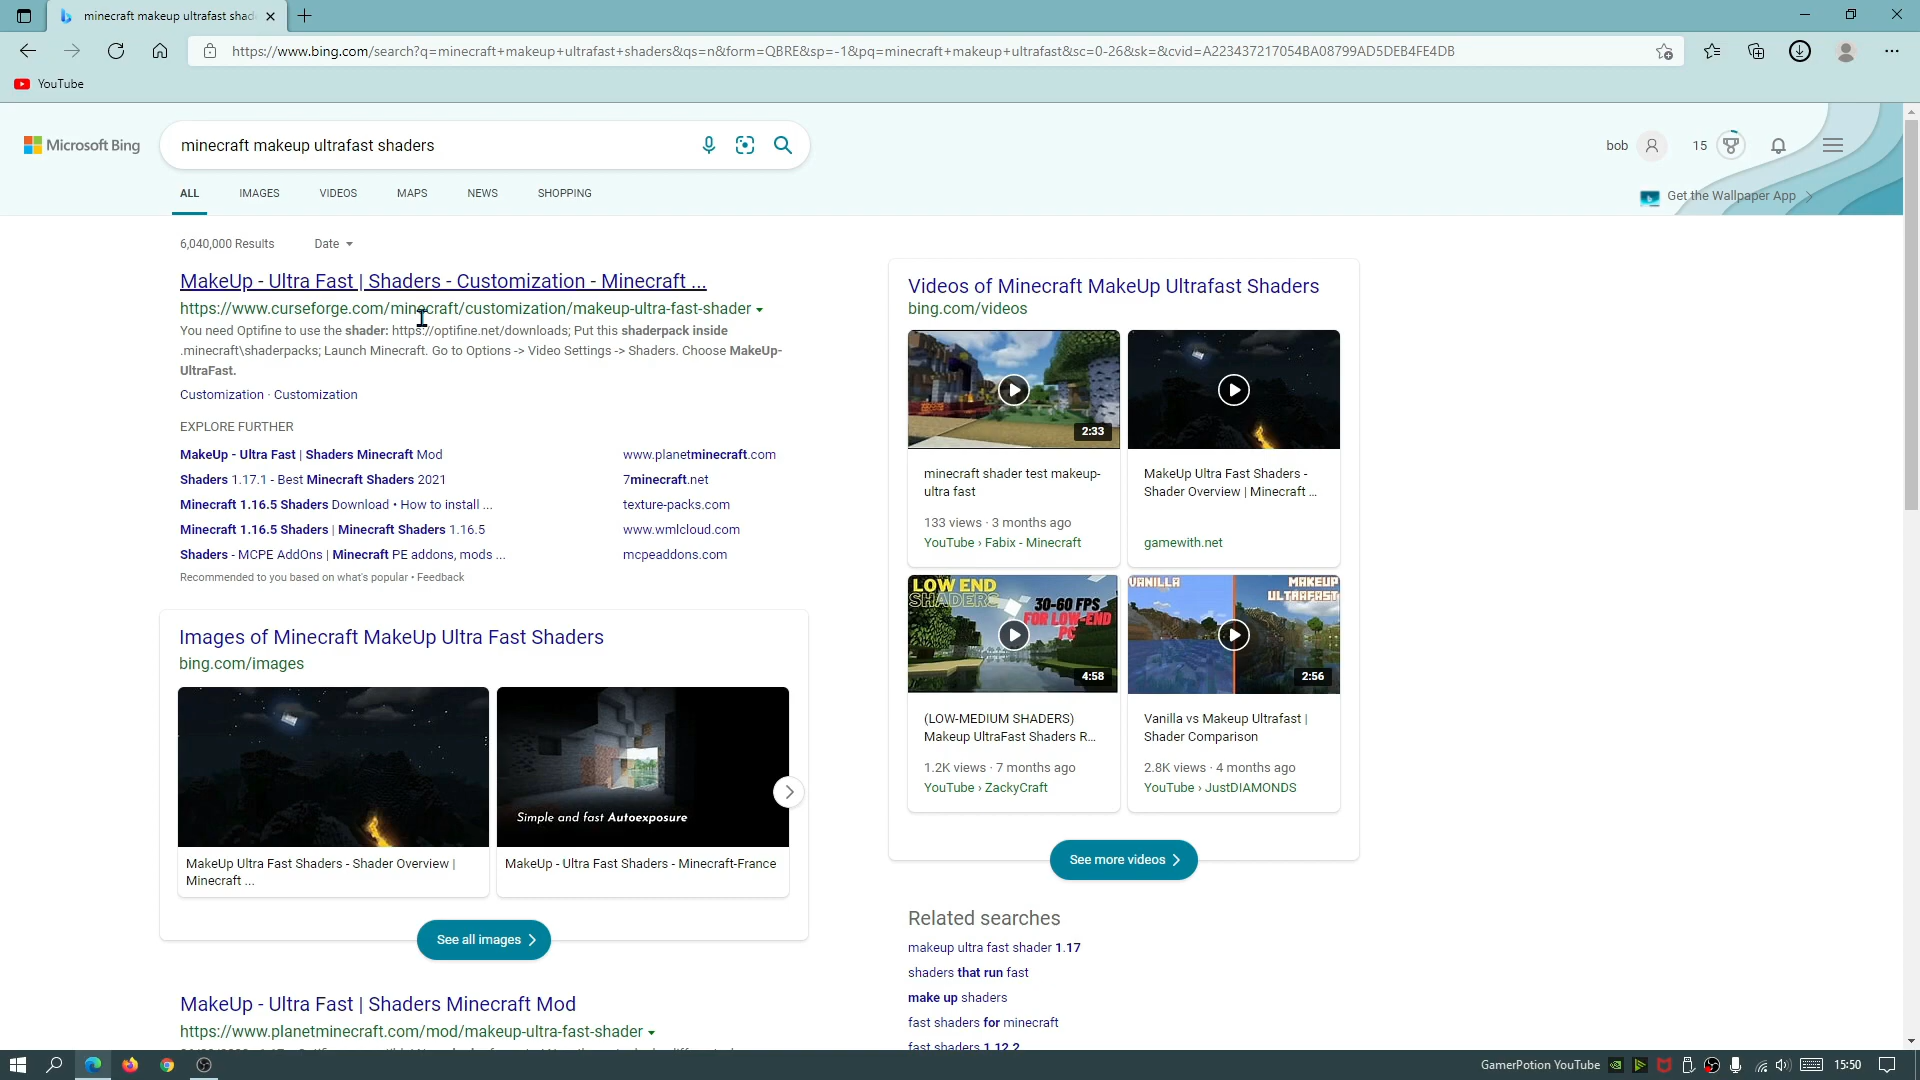 minecraft makeup ultrafast shad
https://www.bing.com/search?q=minecraft+makeup+ultrafast+shaders&qs=n&form=QBRE&sp=-1&pq=minecraft+makeup+ultrafast&sc=0-26&sk=&cvid=A223437217054BA08799AD5DEB4FE4DB
YouTube
Microsoft Bing
minecraft makeup ultrafast shaders
bob
15
ALL
IMAGES
VIDEOS
MAPS
NEWS
SHOPPING
Get the Wallpaper App
6,040,000 Results
Date
MakeUp - Ultra Fast | Shaders - Customization - Minecraft ...
https://www.curseforge.com/minecraft/customization/makeup-ultra-fast-shader
You need Optifine to use the shader: https://optifine.net/downloads; Put this shaderpack inside
.minecraft\shaderpacks; Launch Minecraft. Go to Options -> Video Settings -> Shaders. Choose MakeUp-
UltraFast.
Customization · Customization
EXPLORE FURTHER
MakeUp - Ultra Fast | Shaders Minecraft Mod
www.planetminecraft.com
Shaders 1.17.1 - Best Minecraft Shaders 2021
7minecraft.net
Minecraft 1.16.5 Shaders Download • How to install ...
texture-packs.com
Minecraft 1.16.5 Shaders | Minecraft Shaders 1.16.5
www.wmlcloud.com
Shaders - MCPE AddOns | Minecraft PE addons, mods ...
mcpeaddons.com
Recommended to you based on what's popular • Feedback
Images of Minecraft MakeUp Ultra Fast Shaders
bing.com/images
Simple and fast Autoexposure
MakeUp Ultra Fast Shaders - Shader Overview |
Minecraft ...
MakeUp - Ultra Fast Shaders - Minecraft-France
See all images
MakeUp - Ultra Fast | Shaders Minecraft Mod
https://www.planetminecraft.com/mod/makeup-ultra-fast-shader
Videos of Minecraft MakeUp Ultrafast Shaders
bing.com/videos
2:33
minecraft shader test makeup-
ultra fast
133 views · 3 months ago
YouTube › Fabix - Minecraft
MakeUp Ultra Fast Shaders -
Shader Overview | Minecraft ...
gamewith.net
LOW END
SHADERS
30-60 FPS
FOR LOW-END
PC
4:58
(LOW-MEDIUM SHADERS)
Makeup UltraFast Shaders R...
1.2K views · 7 months ago
YouTube › ZackyCraft
VANILLA
MAKEUP
ULTRAFAST
2:56
Vanilla vs Makeup Ultrafast |
Shader Comparison
2.8K views · 4 months ago
YouTube › JustDIAMONDS
See more videos
Related searches
makeup ultra fast shader 1.17
shaders that run fast
make up shaders
fast shaders for minecraft
fast shaders 1.12.2
GamerPotion YouTube
15:50